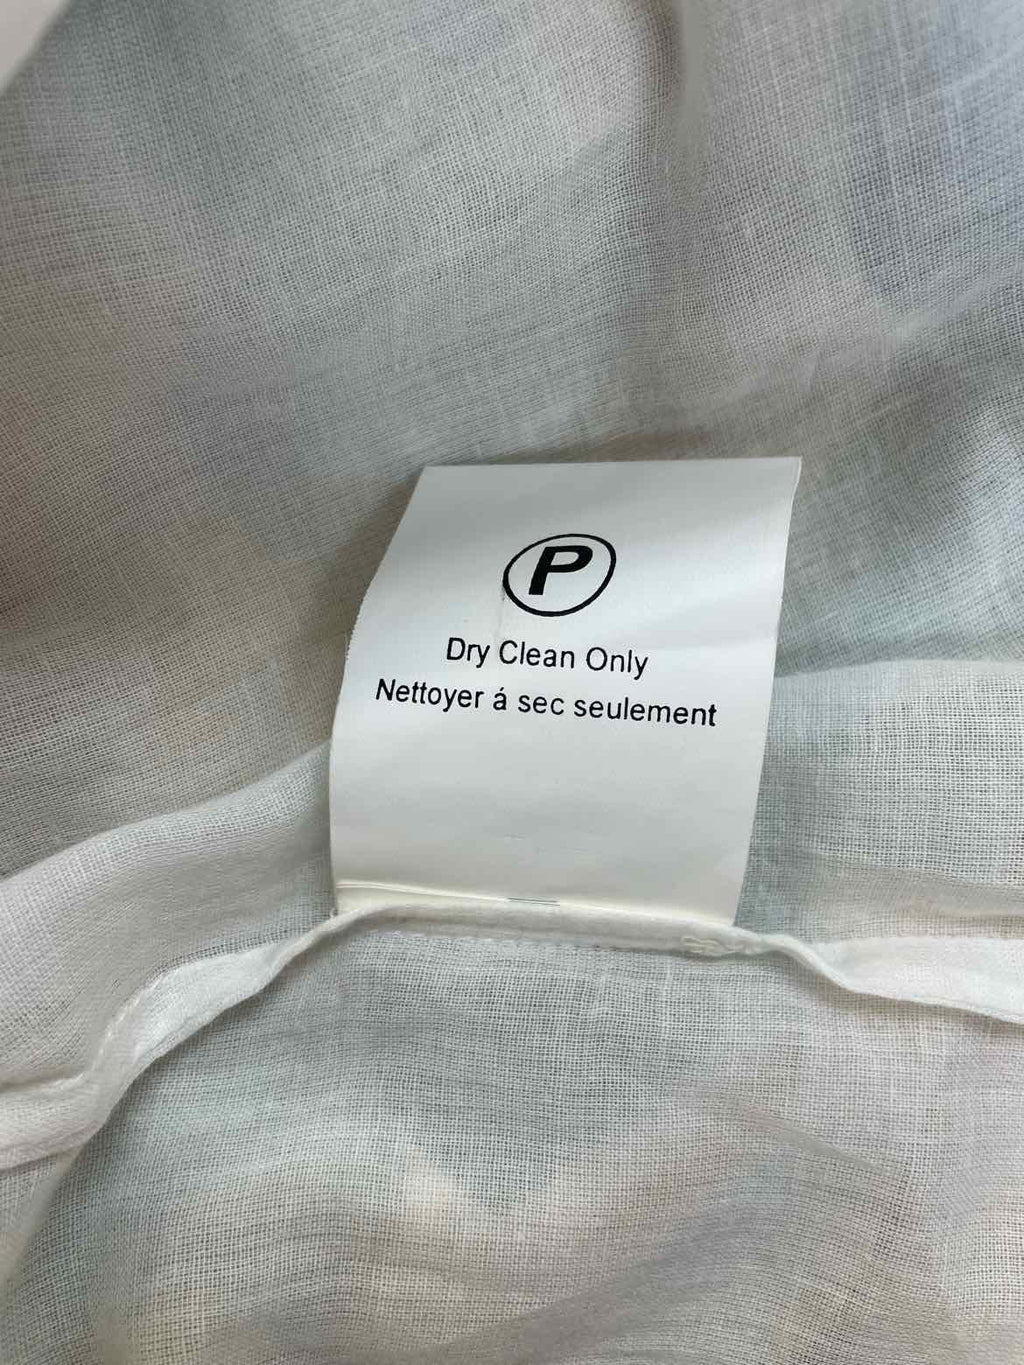 P
Dry Clean Only
Nettoyer á sec seulement